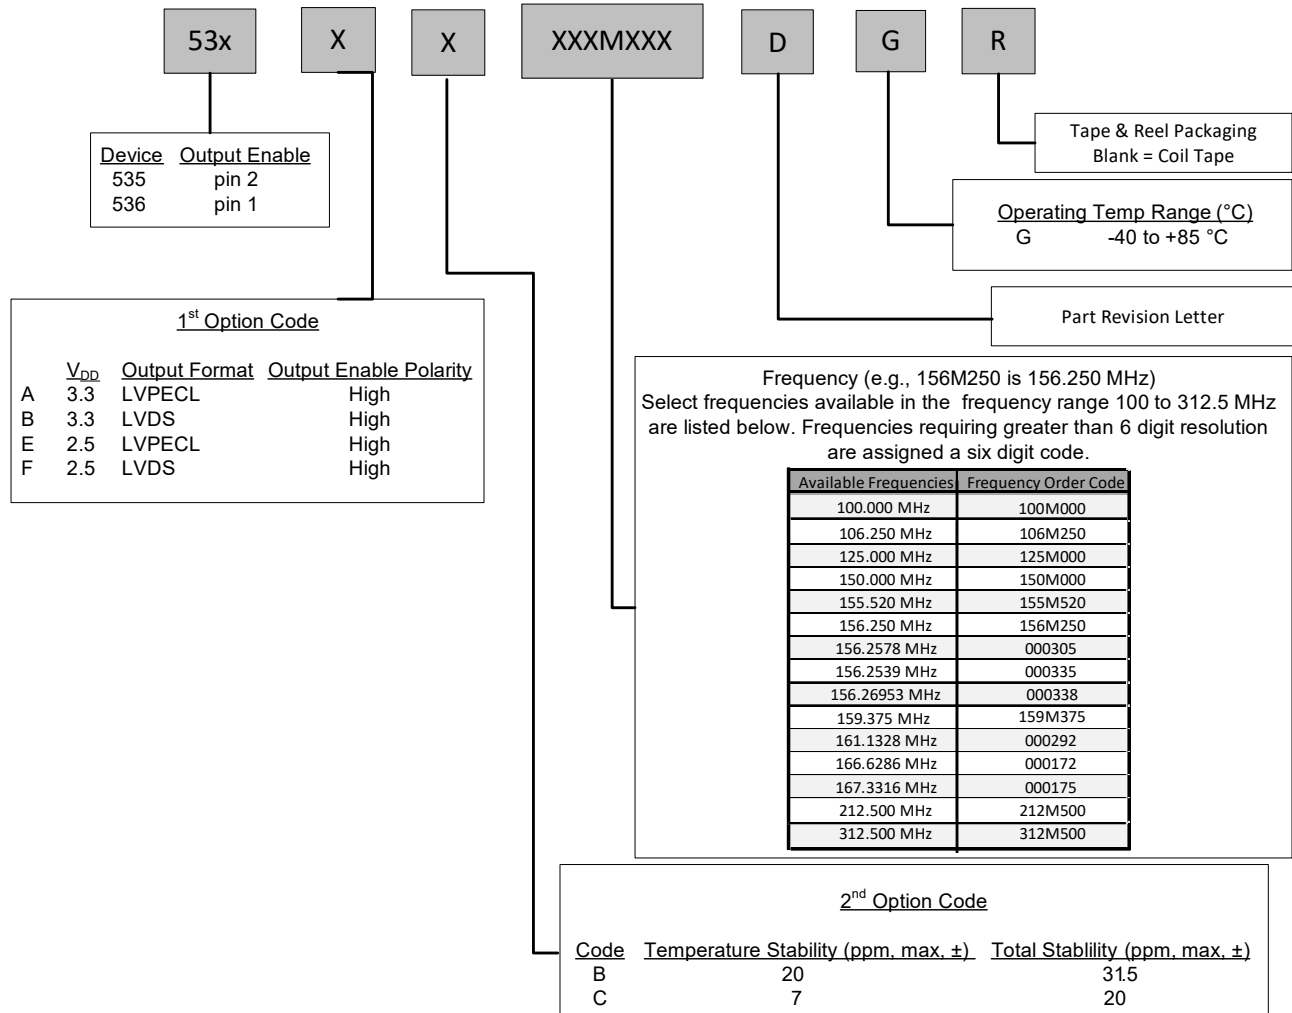 53x X X XXXMXXX D G R
Tape & Reel Packaging
Blank = Coil Tape
Device Output Enable
535 pin 2
536 pin 1
Operating Temp Range (°C)
G -40 to +85 °C
Part Revision Letter
1st Option Code
VDD Output Format Output Enable Polarity
A 3.3 LVPECL High
B 3.3 LVDS High
E 2.5 LVPECL High
F 2.5 LVDS High
Frequency (e.g., 156M250 is 156.250 MHz)
Select frequencies available in the frequency range 100 to 312.5 MHz
are listed below. Frequencies requiring greater than 6 digit resolution
are assigned a six digit code.
Available Frequencies Frequency Order Code
100.000 MHz 100M000
106.250 MHz 106M250
125.000 MHz 125M000
150.000 MHz 150M000
155.520 MHz 155M520
156.250 MHz 156M250
156.2578 MHz 000305
156.2539 MHz 000335
156.26953 MHz 000338
159.375 MHz 159M375
161.1328 MHz 000292
166.6286 MHz 000172
167.3316 MHz 000175
212.500 MHz 212M500
312.500 MHz 312M500
2nd Option Code
Code Temperature Stability (ppm, max, ±) Total Stablility (ppm, max, ±)
B 20 31.5
C 7 20